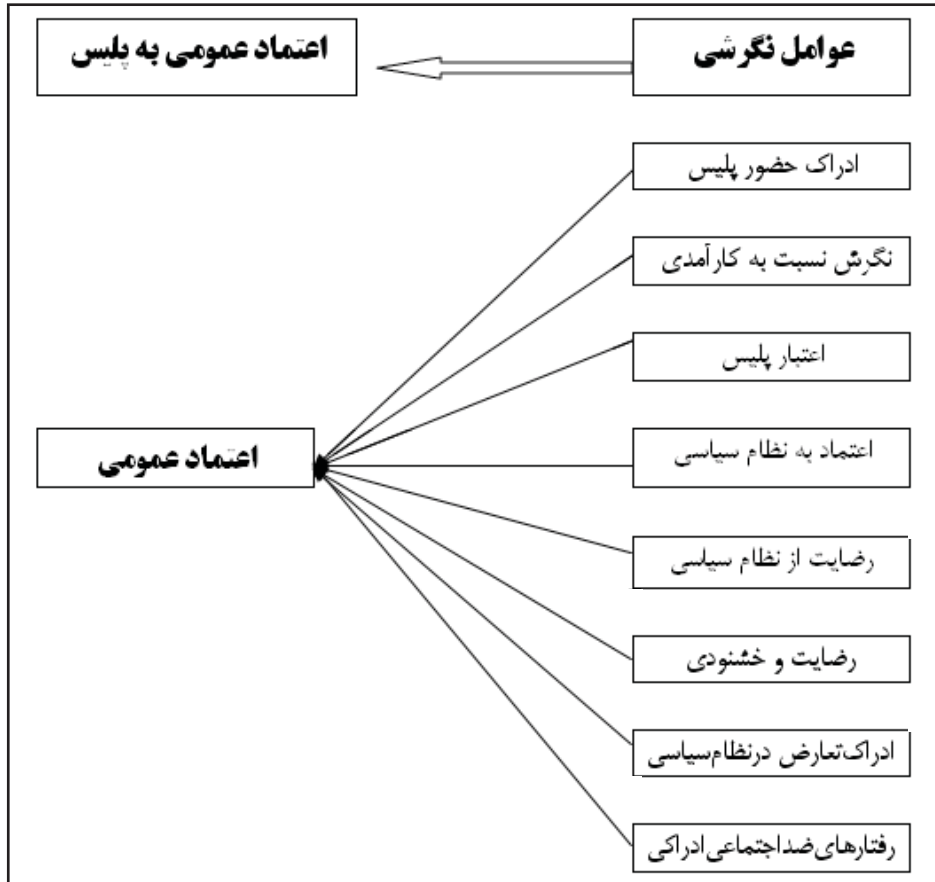 عوامل نگرشی
اعتماد عمومی به پلیس
ادراک حضور پلیس
نگرش نسبت به کارآمدی
اعتبار پلیس
اعتماد به نظام سیاسی
اعتماد عمومی
رضایت از نظام سیاسی
رضایت و خشنودی
ادراک‌تعارض درنظام‌سیاسی
رفتارهای‌ضداجتماعی‌ادراکی